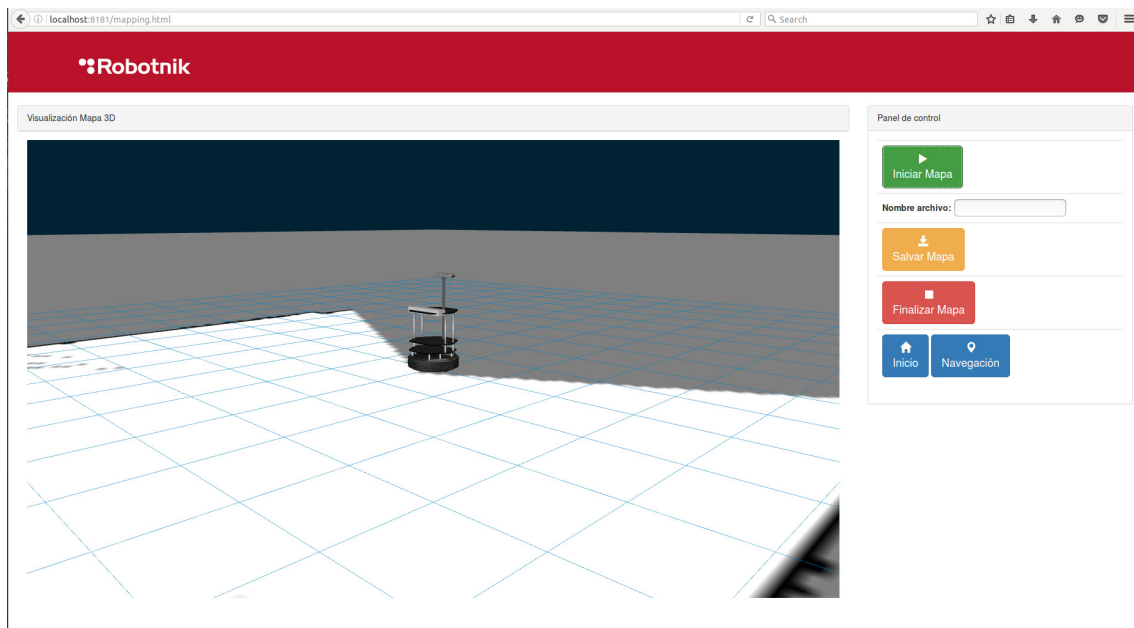 localhost:8181/mapping.html
Search
Robotnik
Visualización Mapa 3D
Panel de control
Iniciar Mapa
Nombre archivo:
Salvar Mapa
Finalizar Mapa
Inicio
Navegación